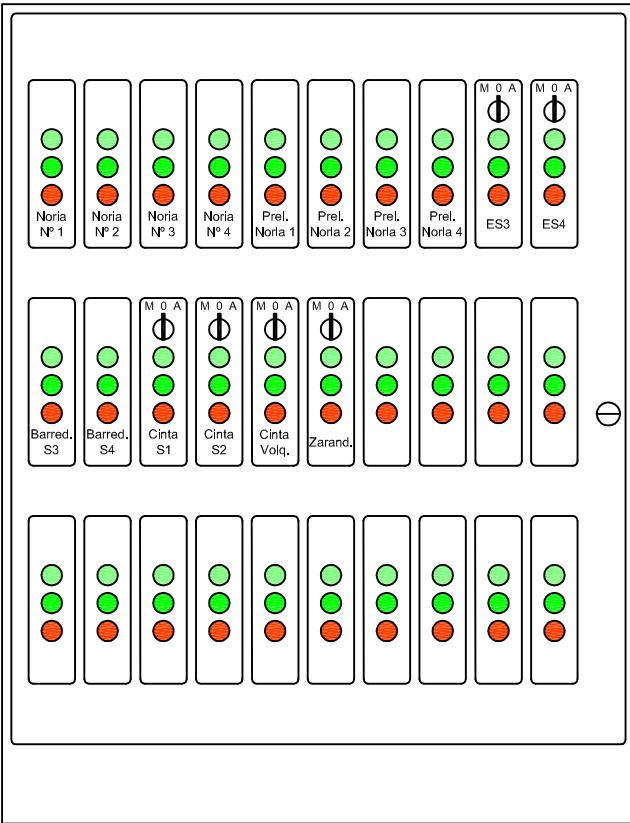 M 0 A
M 0 A
Noria
Nº 1
Noria
Nº 2
Noria
Nº 3
Noria
Nº 4
Prel.
Noria 1
Prel.
Noria 2
Prel.
Noria 3
Prel.
Noria 4
ES3
ES4
M 0 A
M 0 A
M 0 A
M 0 A
Barred.
S3
Barred.
S4
Cinta
S1
Cinta
S2
Cinta
Volq.
Zarand.